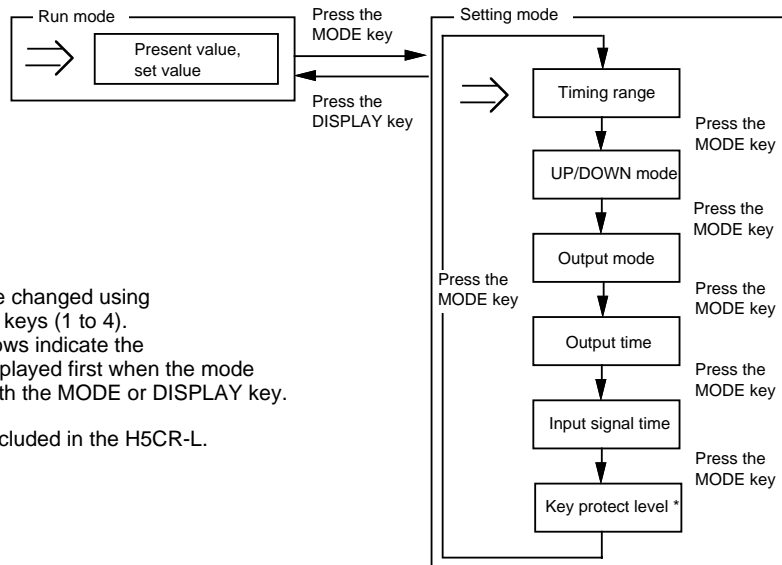 Run mode
Present value,
set value
Press the
MODE key
Press the
DISPLAY key
Setting mode
Timing range
Press the
MODE key
UP/DOWN mode
Press the
MODE key
Output mode
Press the
MODE key
Output time
Press the
MODE key
Input signal time
Press the
MODE key
Key protect level *
Press the
MODE key
e changed using
keys (1 to 4).
ows indicate the
played first when the mode
th the MODE or DISPLAY key.
cluded in the H5CR-L.